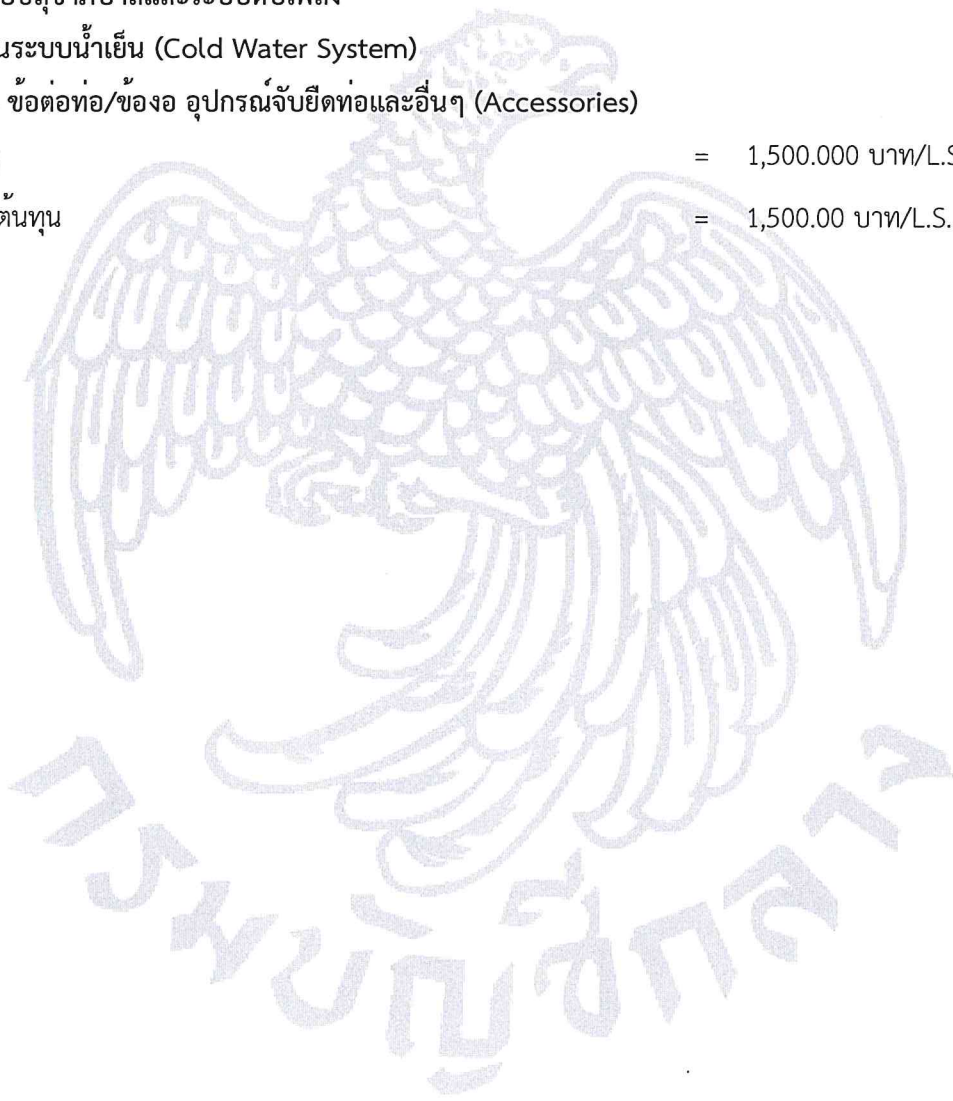 นระบบน้ำเย็น (Cold Water System)
ข้อต่อท่อ/ข้องอ อุปกรณ์จับยึดท่อและอื่นๆ (Accessories)
= 1,500.000 บาท/L.S
ต้นทุน = 1,500.00 บาท/L.S.
กรมบัญชีกลาง